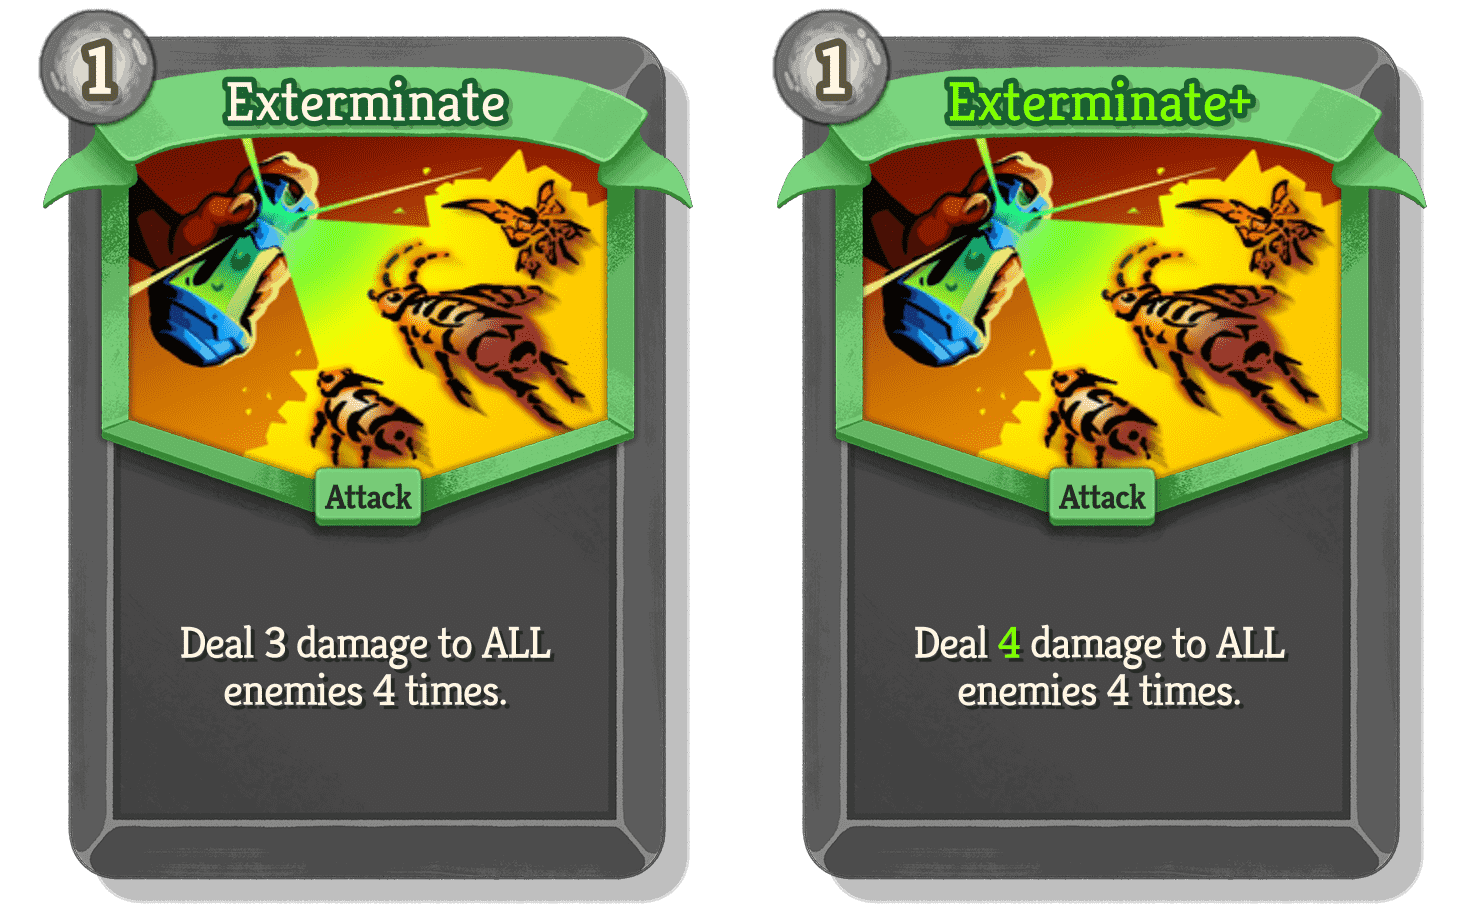 1
Exterminate
Attack
Deal 3 damage to ALL
enemies 4 times.
1
Exterminate+
Attack
Deal 4 damage to ALL
enemies 4 times.